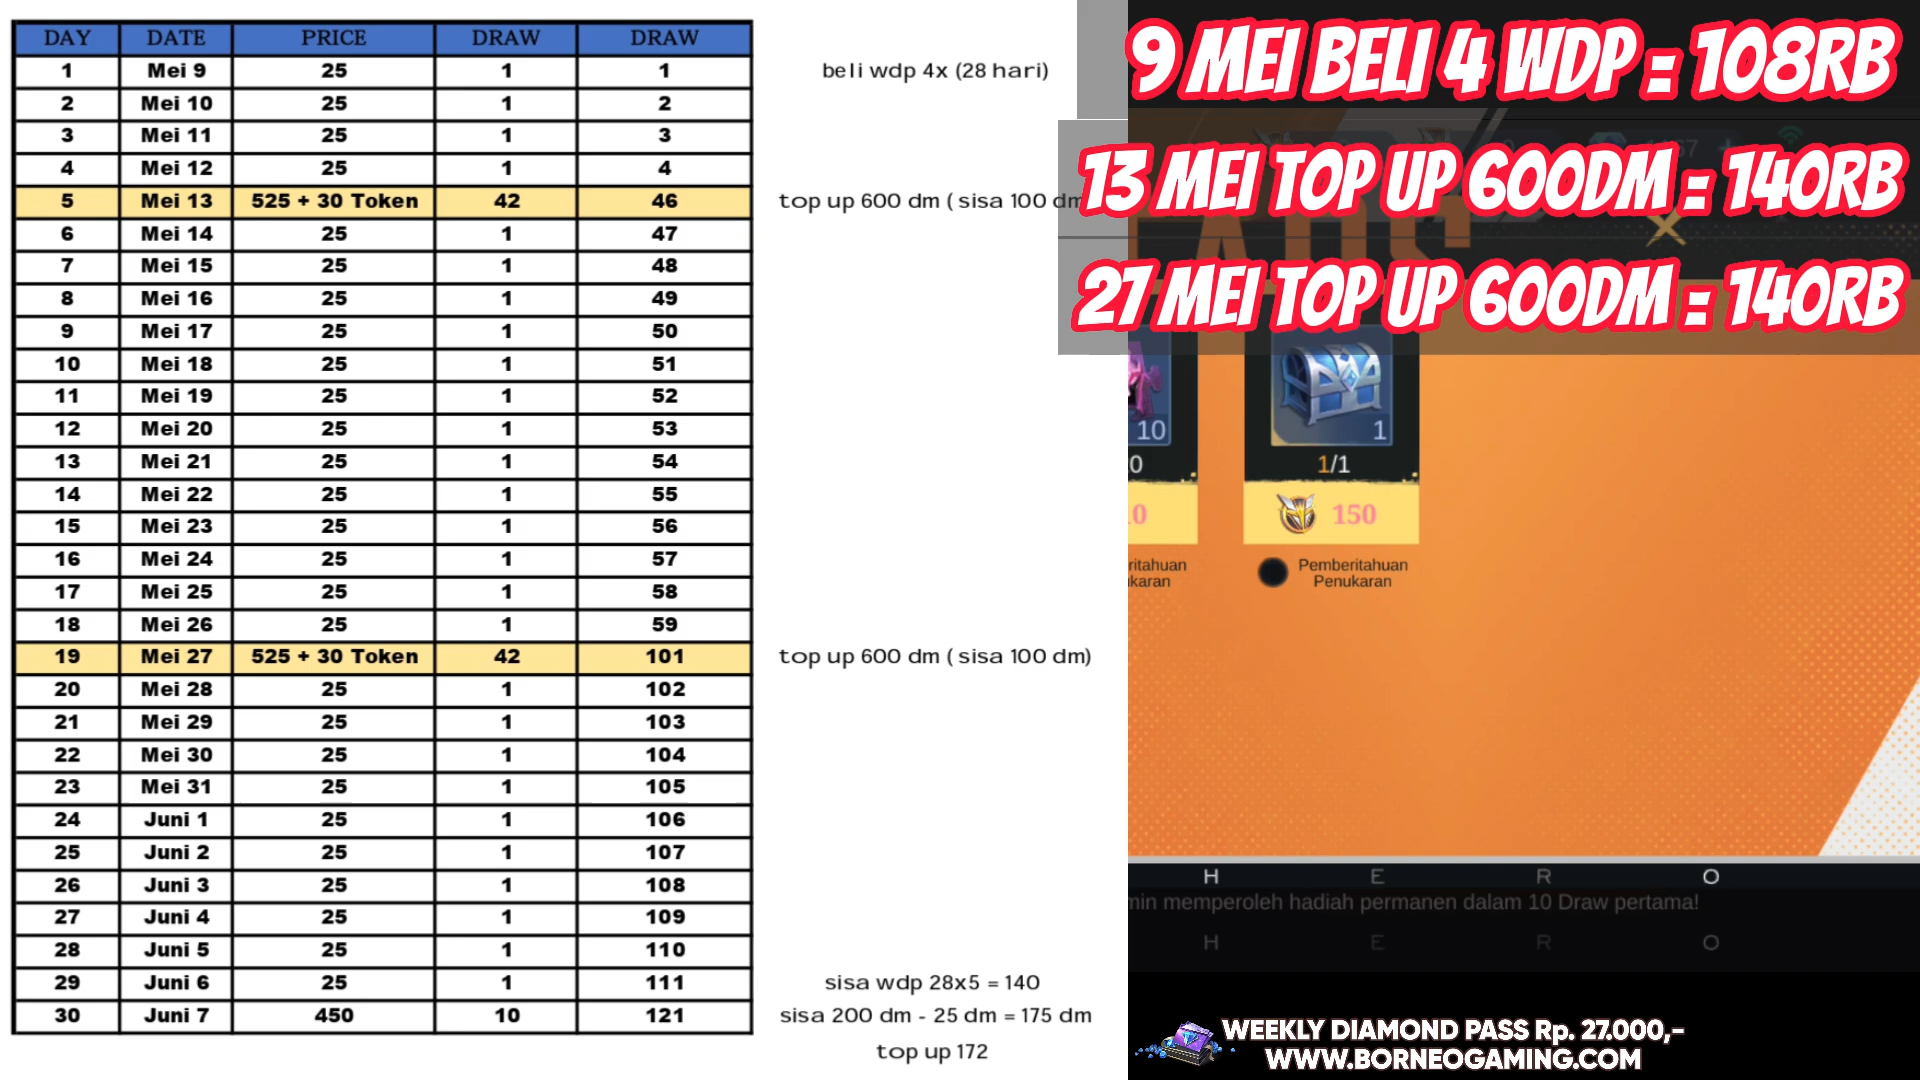 DAY DATE PRICE DRAW DRAW
1 Mei 9 25 1 1 beli wdp 4x (28 hari)
2 Mei 10 25 1 2
3 Mei 11 25 1 3
4 Mei 12 25 1 4
5 Mei 13 525 + 30 Token 42 46 top up 600 dm ( sisa 100 dm
6 Mei 14 25 1 47
7 Mei 15 25 1 48
8 Mei 16 25 1 49
9 Mei 17 25 1 50
10 Mei 18 25 1 51
11 Mei 19 25 1 52
12 Mei 20 25 1 53
13 Mei 21 25 1 54
14 Mei 22 25 1 55
15 Mei 23 25 1 56
16 Mei 24 25 1 57
17 Mei 25 25 1 58
18 Mei 26 25 1 59
19 Mei 27 525 + 30 Token 42 101 top up 600 dm ( sisa 100 dm)
20 Mei 28 25 1 102
21 Mei 29 25 1 103
22 Mei 30 25 1 104
23 Mei 31 25 1 105
24 Juni 1 25 1 106
25 Juni 2 25 1 107
26 Juni 3 25 1 108
27 Juni 4 25 1 109
28 Juni 5 25 1 110
29 Juni 6 25 1 111 sisa wdp 28x5 = 140
30 Juni 7 450 10 121 sisa 200 dm - 25 dm = 175 dm
top up 172
9 MEI BELI 4 WDP = 108RB
13 MEI TOP UP 600DM = 140RB
27 MEI TOP UP 600DM = 140RB
10 1
0 1/1
10 150
ritahuan Pemberitahuan
karan Penukaran
H E R O
min memperoleh hadiah permanen dalam 10 Draw pertama!
H E R O
WEEKLY DIAMOND PASS Rp. 27.000,-
WWW.BORNEOGAMING.COM